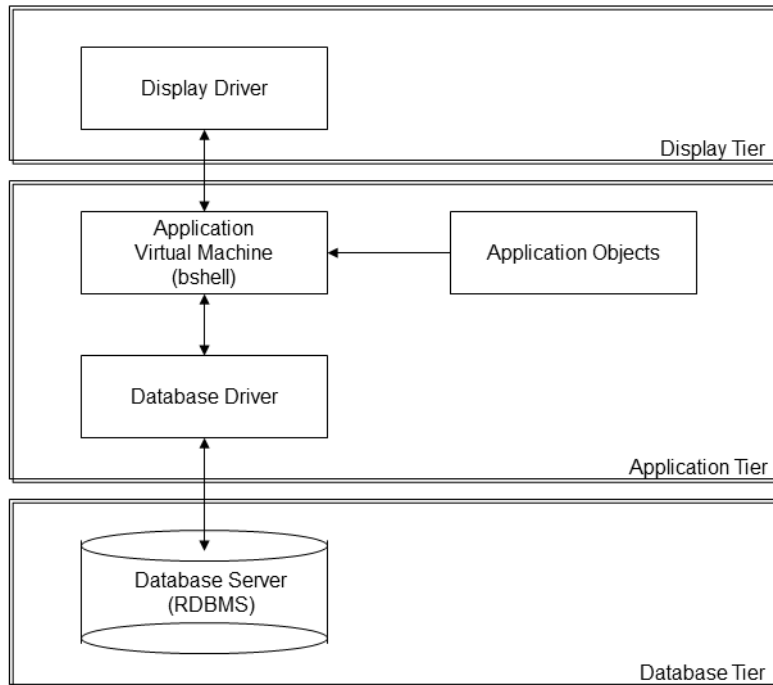 Display Driver
Display Tier
Application
Virtual Machine
(bshell)
Application Objects
Database Driver
Application Tier
Database Server
(RDBMS)
Database Tier